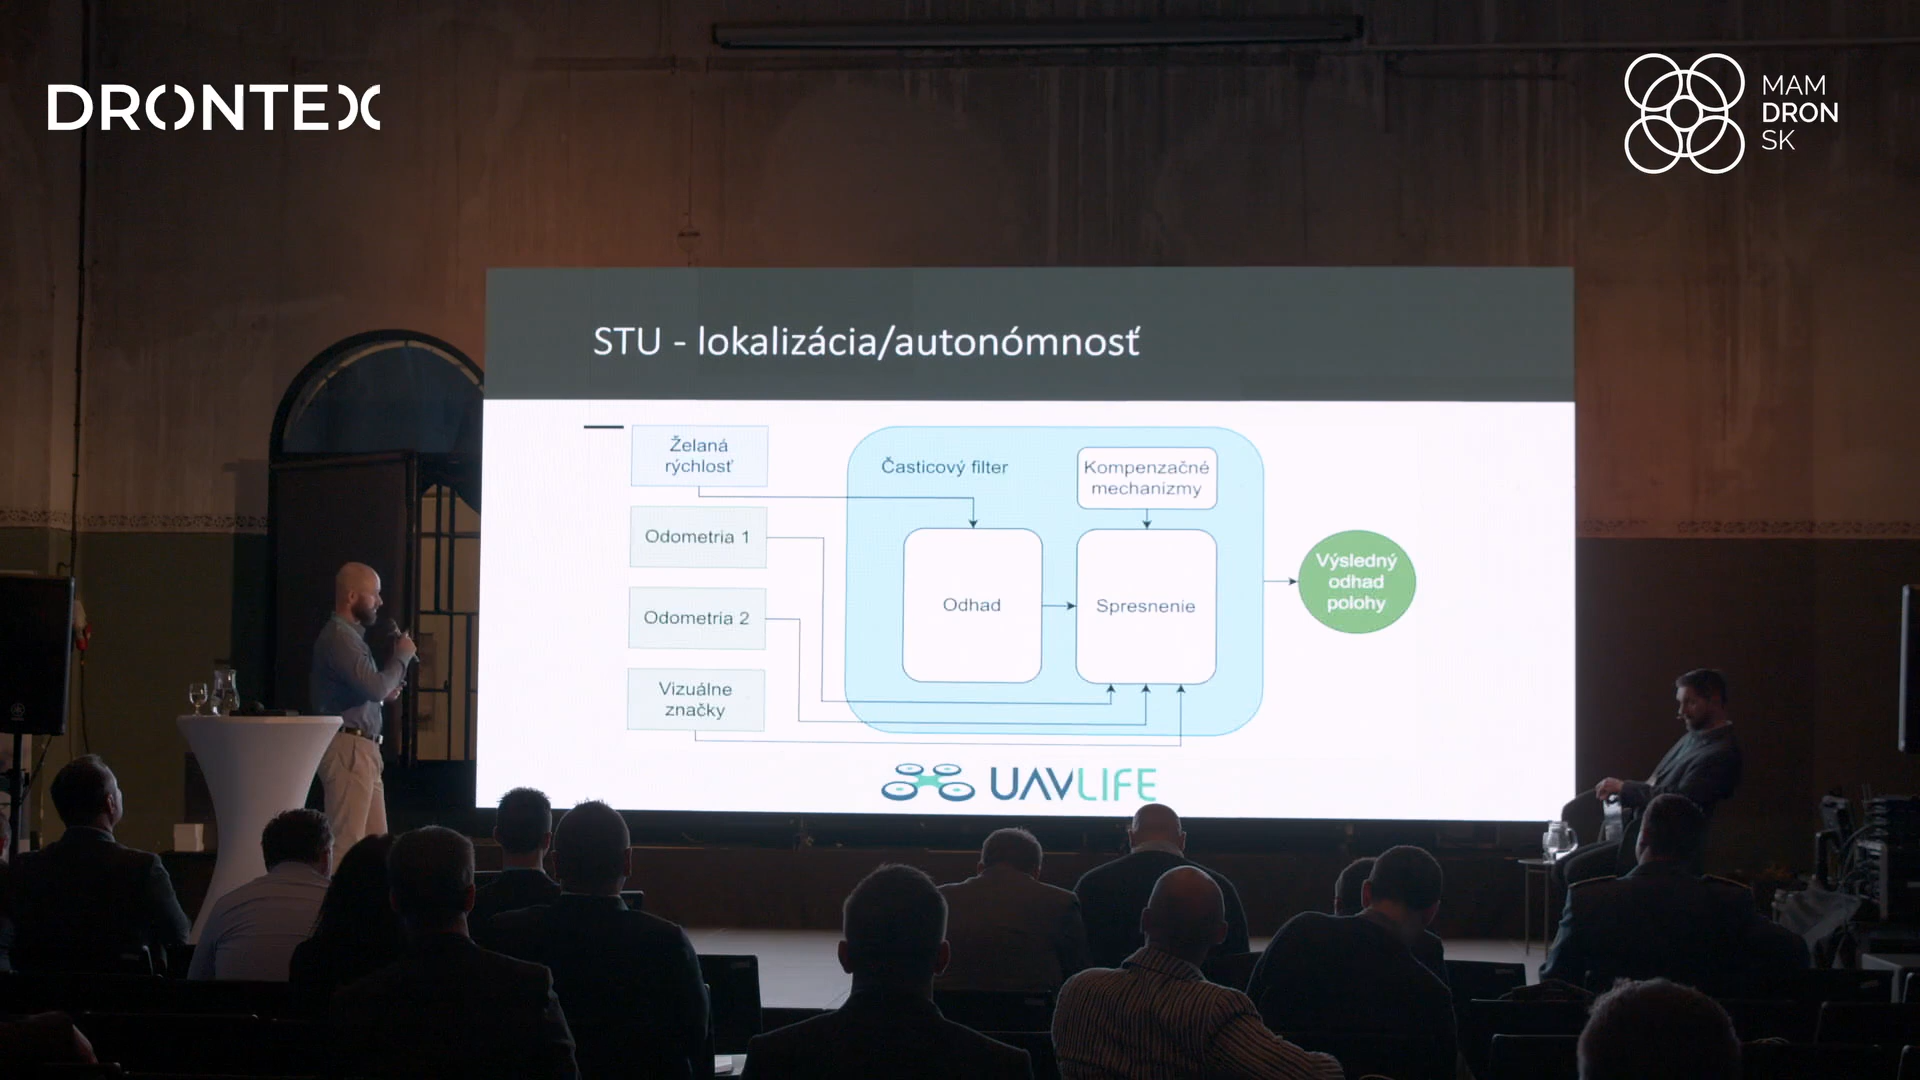 DRONTEX
MAM
DRON
SK
STU - lokalizácia/autonómnosť
Želaná
rýchlosť
Časticový filter
Kompenzačné
mechanizmy
Odometria 1
Odometria 2
Odhad
Spresnenie
Výsledný
odhad
polohy
Vizuálne
značky
UAVLIFE